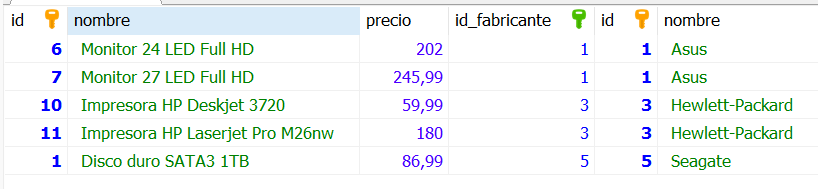 id nombre precio id_fabricante id nombre
6 Monitor 24 LED Full HD 202 1 1 Asus
7 Monitor 27 LED Full HD 245,99 1 1 Asus
10 Impresora HP Deskjet 3720 59,99 3 3 Hewlett-Packard
11 Impresora HP Laserjet Pro M26nw 180 3 3 Hewlett-Packard
1 Disco duro SATA3 1TB 86,99 5 5 Seagate